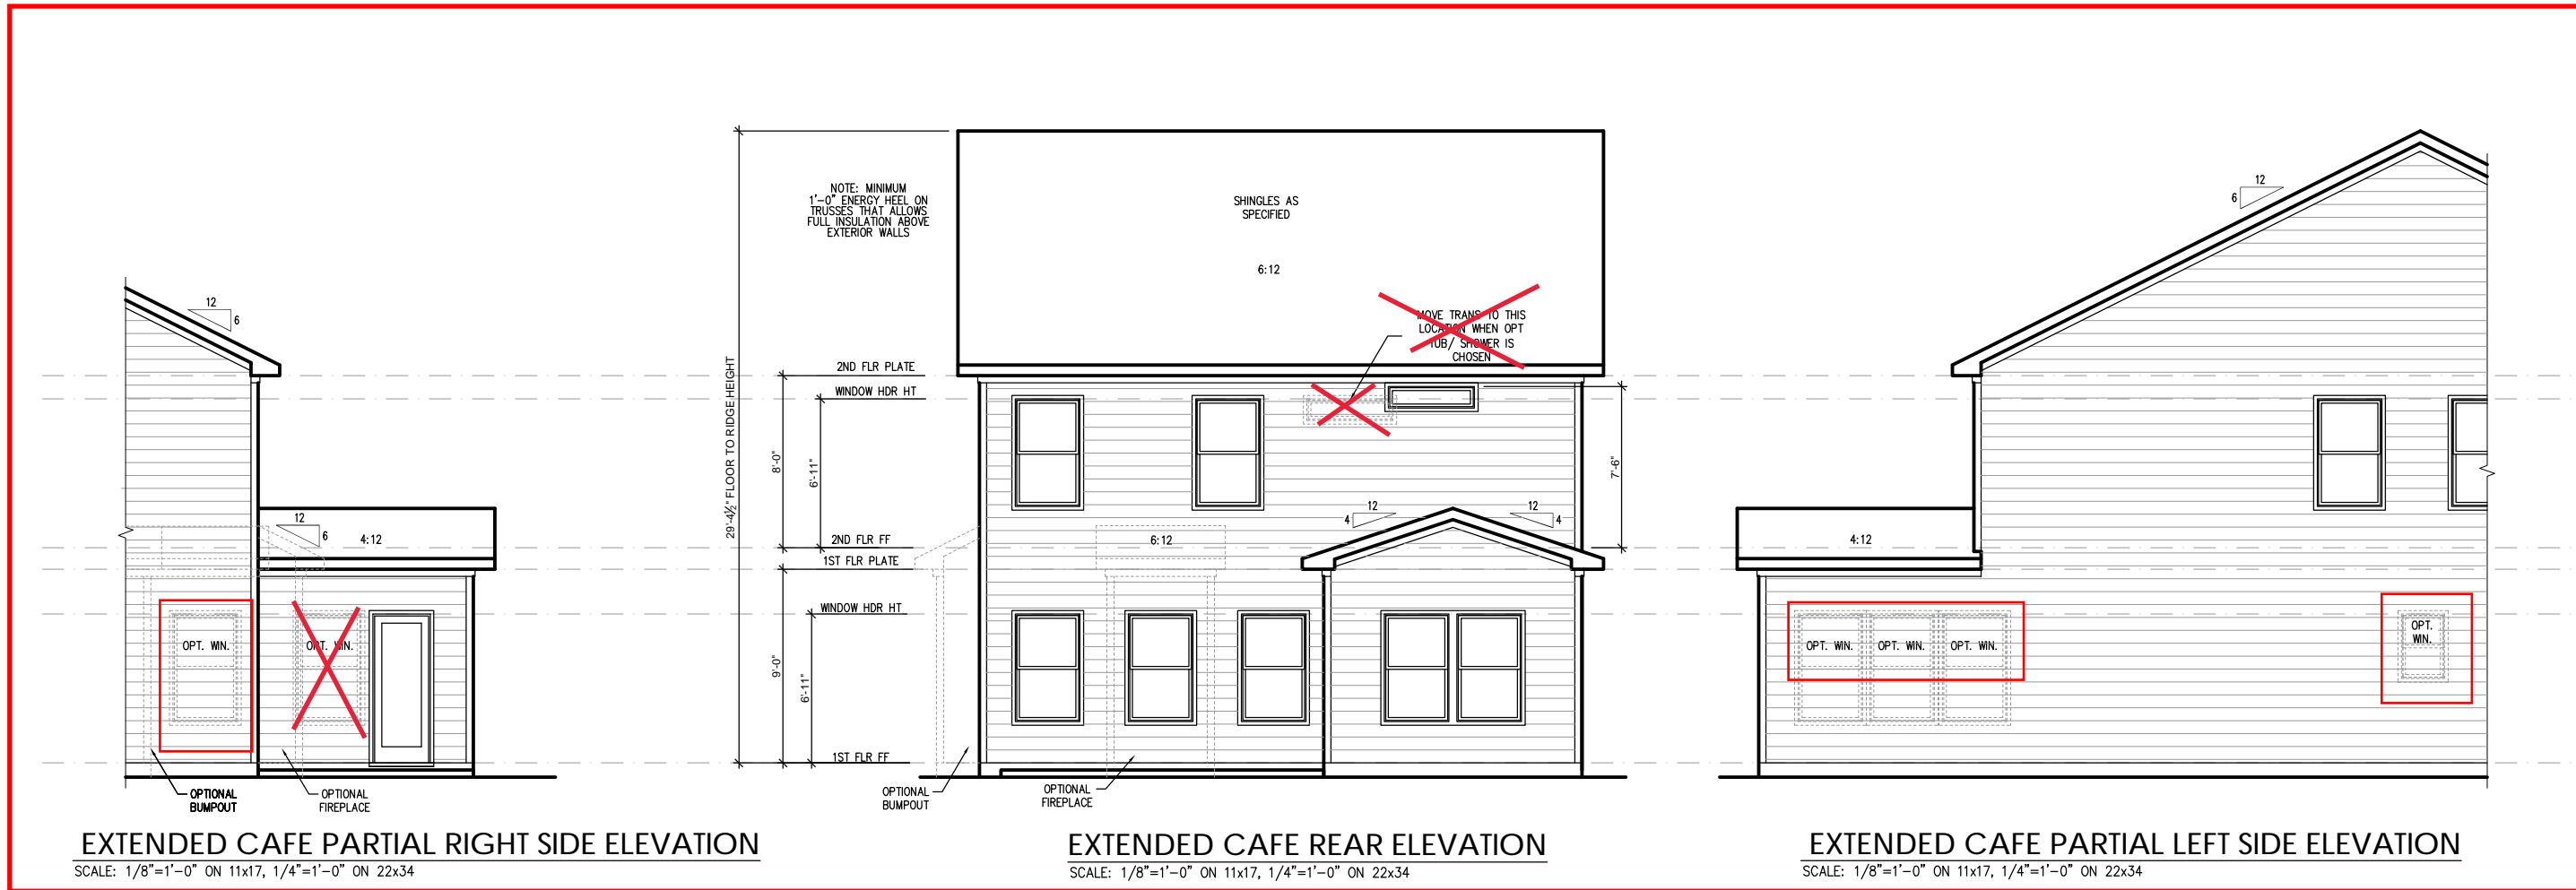 12
6
12
6
4:12
OPT. WIN.
OPT. WIN.
OPTIONAL
BUMPOUT
OPTIONAL
FIREPLACE
EXTENDED CAFE PARTIAL RIGHT SIDE ELEVATION
SCALE: 1/8"=1'-0" ON 11x17, 1/4"=1'-0" ON 22x34
29'-4½" FLOOR TO RIDGE HEIGHT
NOTE: MINIMUM
1'-0" ENERGY HEEL ON
TRUSSES THAT ALLOWS
FULL INSULATION ABOVE
EXTERIOR WALLS
SHINGLES AS
SPECIFIED
6:12
MOVE TRANS TO THIS
LOCATION WHEN OPT
TUB/ SHOWER IS
CHOSEN
2ND FLR PLATE
WINDOW HDR HT
8'-0"
6'-11"
7'-6"
12
4
12
4
2ND FLR FF
6:12
1ST FLR PLATE
WINDOW HDR HT
9'-0"
6'-11"
1ST FLR FF
OPTIONAL
BUMPOUT
OPTIONAL
FIREPLACE
EXTENDED CAFE REAR ELEVATION
SCALE: 1/8"=1'-0" ON 11x17, 1/4"=1'-0" ON 22x34
12
6
4:12
OPT. WIN.
OPT. WIN.
OPT. WIN.
OPT.
WIN.
EXTENDED CAFE PARTIAL LEFT SIDE ELEVATION
SCALE: 1/8"=1'-0" ON 11x17, 1/4"=1'-0" ON 22x34